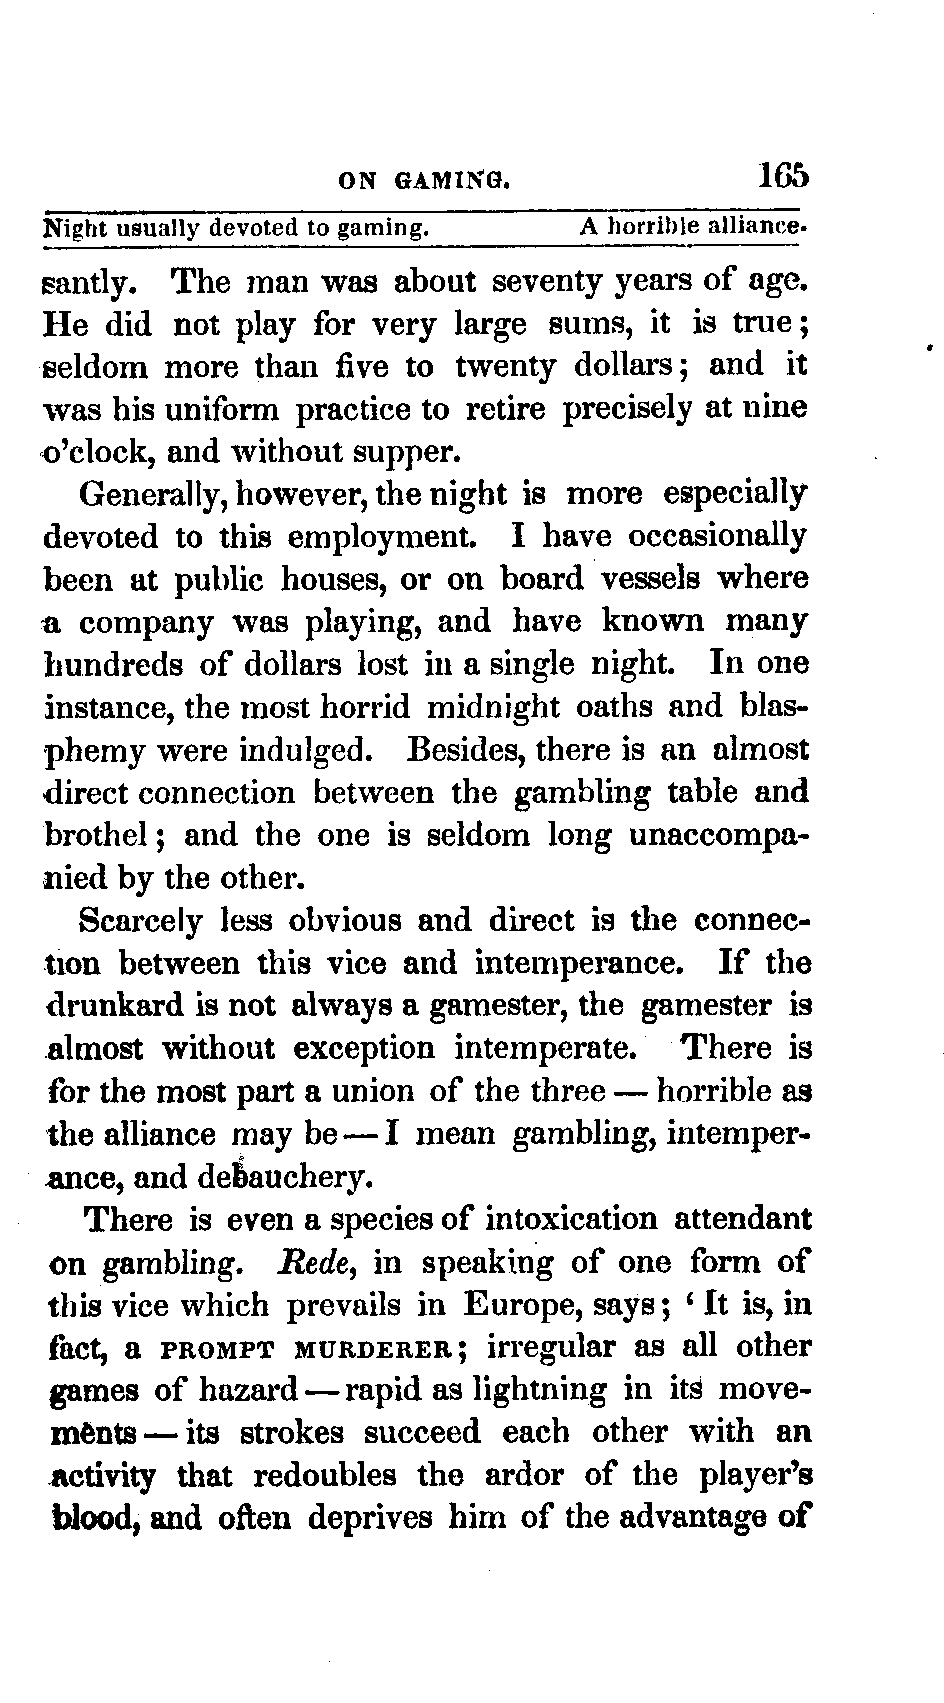 ON GAMING. 165
Night usually devoted to gaming. A horrible alliance.
santly. The man was about seventy years of age.
He did not play for very large sums, it is true;
seldom more than five to twenty dollars; and it
was his uniform practice to retire precisely at nine
o'clock, and without supper.
Generally, however, the night is more especially
devoted to this employment. I have occasionally
been at public houses, or on board vessels where
a company was playing, and have known many
hundreds of dollars lost in a single night. In one
instance, the most horrid midnight oaths and blas-
phemy were indulged. Besides, there is an almost
direct connection between the gambling table and
brothel; and the one is seldom long unaccompa-
nied by the other.
Scarcely less obvious and direct is the connec-
tion between this vice and intemperance. If the
drunkard is not always a gamester, the gamester is
almost without exception intemperate. There is
for the most part a union of the three — horrible as
the alliance may be — I mean gambling, intemper-
ance, and debauchery.
There is even a species of intoxication attendant
on gambling. Rede, in speaking of one form of
this vice which prevails in Europe, says; ‘ It is, in
fact, a PROMPT MURDERER; irregular as all other
games of hazard — rapid as lightning in its move-
ments — its strokes succeed each other with an
activity that redoubles the ardor of the player's
blood, and often deprives him of the advantage of